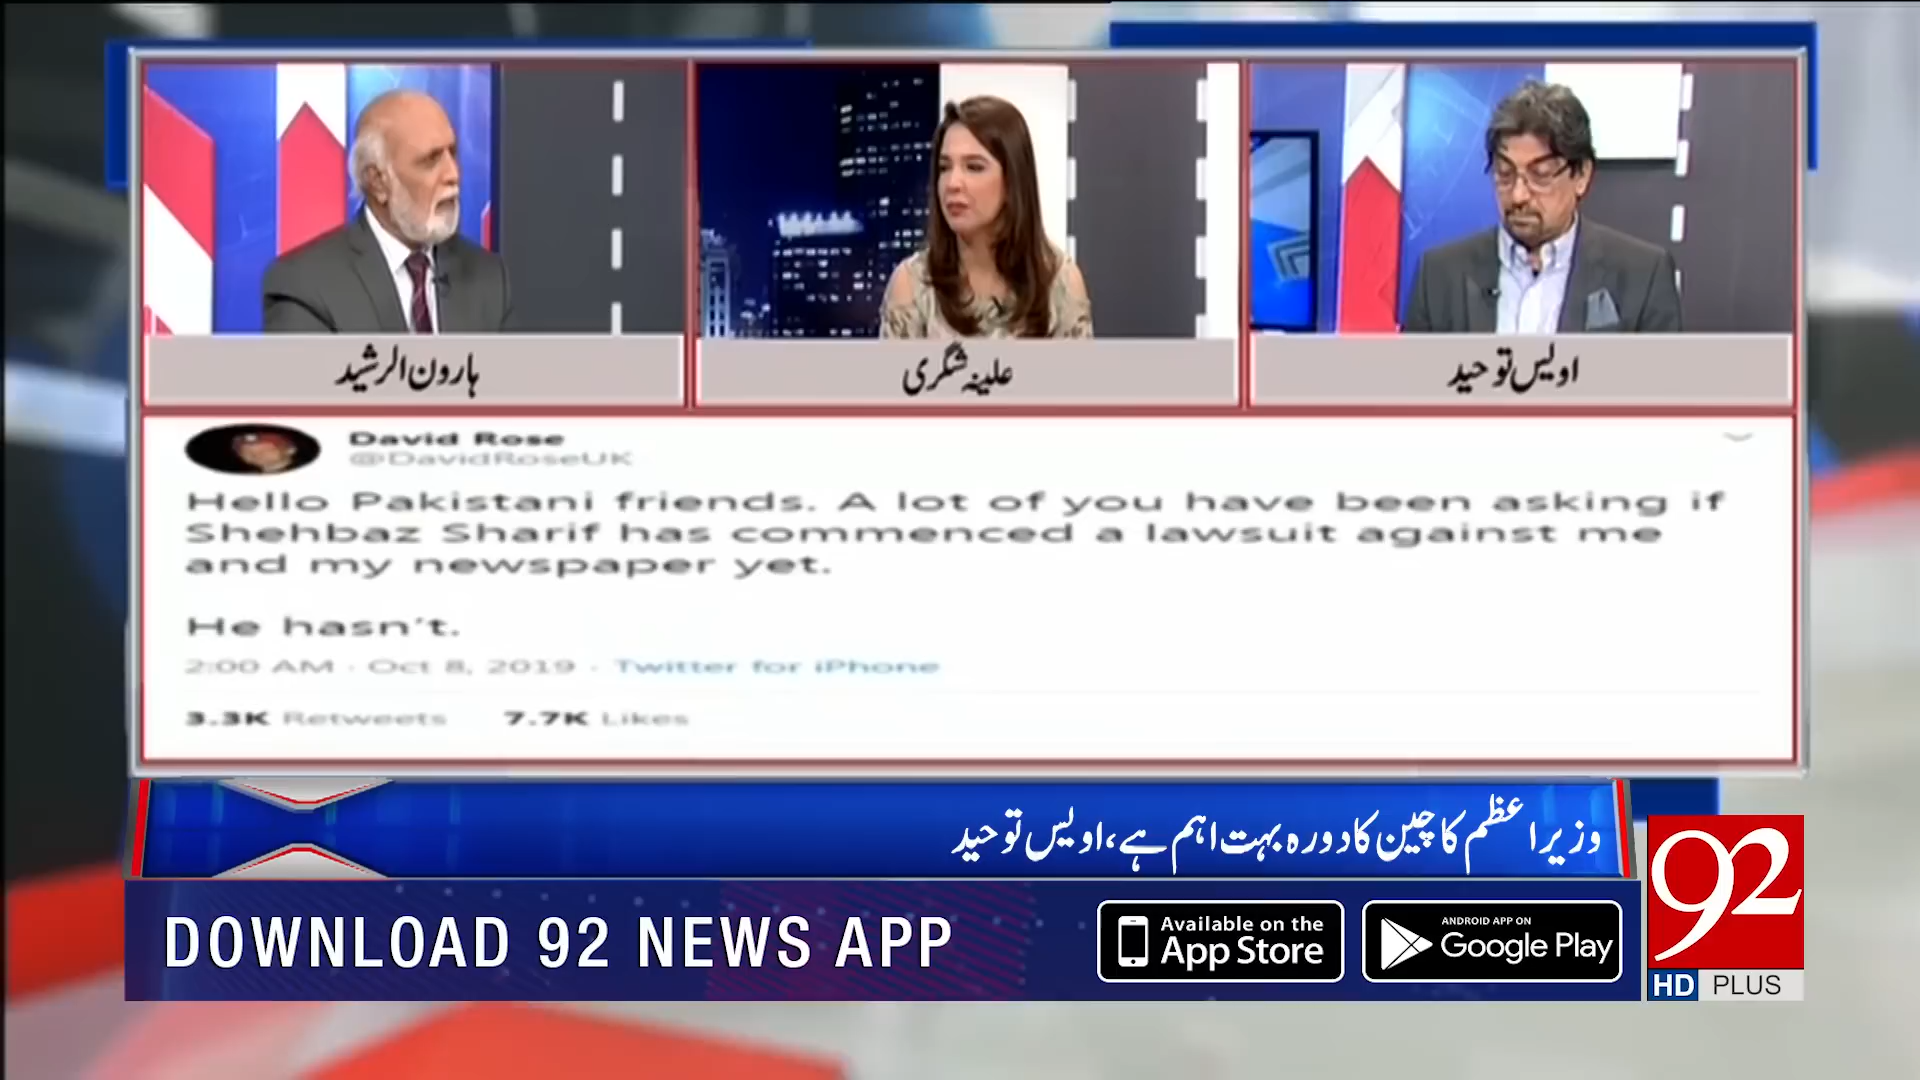 ہارون الرشید
علینہ شگری
اویس توحید
David Rose
@DavidRoseUK
Hello Pakistani friends. A lot of you have been asking if
Shehbaz Sharif has commenced a lawsuit against me
and my newspaper yet.
He hasn't.
2:00 AM · Oct 8, 2019 · Twitter for iPhone
3.3K Retweets 7.7K Likes
وزیراعظم کا چین کا دورہ بہت اہم ہے، اویس توحید
DOWNLOAD 92 NEWS APP
Available on the
App Store
ANDROID APP ON
Google Play
92
HD PLUS